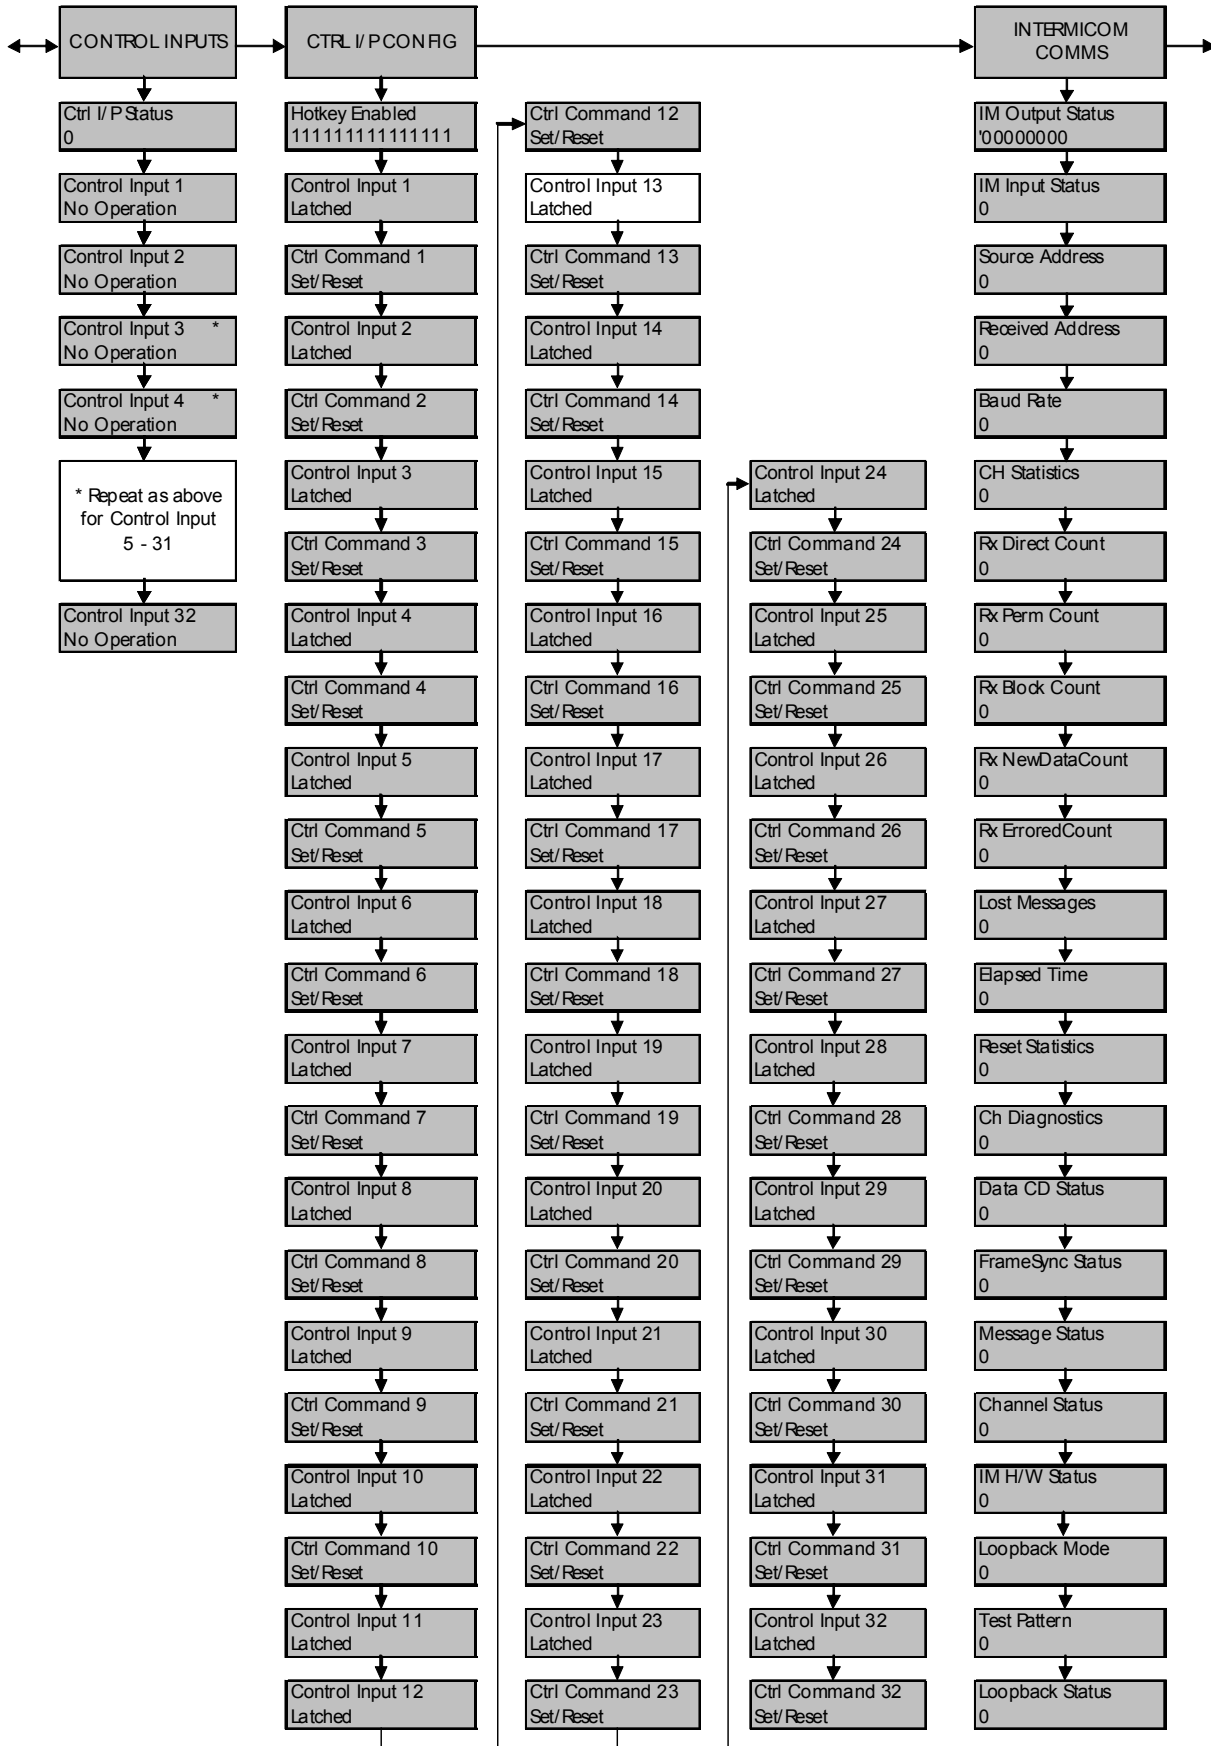 CONTROL INPUTS
CTRL I/P CONFIG
INTERMICOM
COMMS
Ctrl I/P Status
0
Control Input 1
No Operation
Control Input 2
No Operation
Control Input 3 *
No Operation
Control Input 4 *
No Operation
* Repeat as above
for Control Input
5 - 31
Control Input 32
No Operation
Hotkey Enabled
1111111111111111
Control Input 1
Latched
Ctrl Command 1
Set/Reset
Control Input 2
Latched
Ctrl Command 2
Set/Reset
Control Input 3
Latched
Ctrl Command 3
Set/Reset
Control Input 4
Latched
Ctrl Command 4
Set/Reset
Control Input 5
Latched
Ctrl Command 5
Set/Reset
Control Input 6
Latched
Ctrl Command 6
Set/Reset
Control Input 7
Latched
Ctrl Command 7
Set/Reset
Control Input 8
Latched
Ctrl Command 8
Set/Reset
Control Input 9
Latched
Ctrl Command 9
Set/Reset
Control Input 10
Latched
Ctrl Command 10
Set/Reset
Control Input 11
Latched
Control Input 12
Latched
Ctrl Command 12
Set/Reset
Control Input 13
Latched
Ctrl Command 13
Set/Reset
Control Input 14
Latched
Ctrl Command 14
Set/Reset
Control Input 15
Latched
Ctrl Command 15
Set/Reset
Control Input 16
Latched
Ctrl Command 16
Set/Reset
Control Input 17
Latched
Ctrl Command 17
Set/Reset
Control Input 18
Latched
Ctrl Command 18
Set/Reset
Control Input 19
Latched
Ctrl Command 19
Set/Reset
Control Input 20
Latched
Ctrl Command 20
Set/Reset
Control Input 21
Latched
Ctrl Command 21
Set/Reset
Control Input 22
Latched
Ctrl Command 22
Set/Reset
Control Input 23
Latched
Ctrl Command 23
Set/Reset
Control Input 24
Latched
Ctrl Command 24
Set/Reset
Control Input 25
Latched
Ctrl Command 25
Set/Reset
Control Input 26
Latched
Ctrl Command 26
Set/Reset
Control Input 27
Latched
Ctrl Command 27
Set/Reset
Control Input 28
Latched
Ctrl Command 28
Set/Reset
Control Input 29
Latched
Ctrl Command 29
Set/Reset
Control Input 30
Latched
Ctrl Command 30
Set/Reset
Control Input 31
Latched
Ctrl Command 31
Set/Reset
Control Input 32
Latched
Ctrl Command 32
Set/Reset
IM Output Status
'00000000
IM Input Status
0
Source Address
0
Received Address
0
Baud Rate
0
CH Statistics
0
Rx Direct Count
0
Rx Perm Count
0
Rx Block Count
0
Rx NewDataCount
0
Rx ErroredCount
0
Lost Messages
0
Elapsed Time
0
Reset Statistics
0
Ch Diagnostics
0
Data CD Status
0
FrameSync Status
0
Message Status
0
Channel Status
0
IM H/W Status
0
Loopback Mode
0
Test Pattern
0
Loopback Status
0